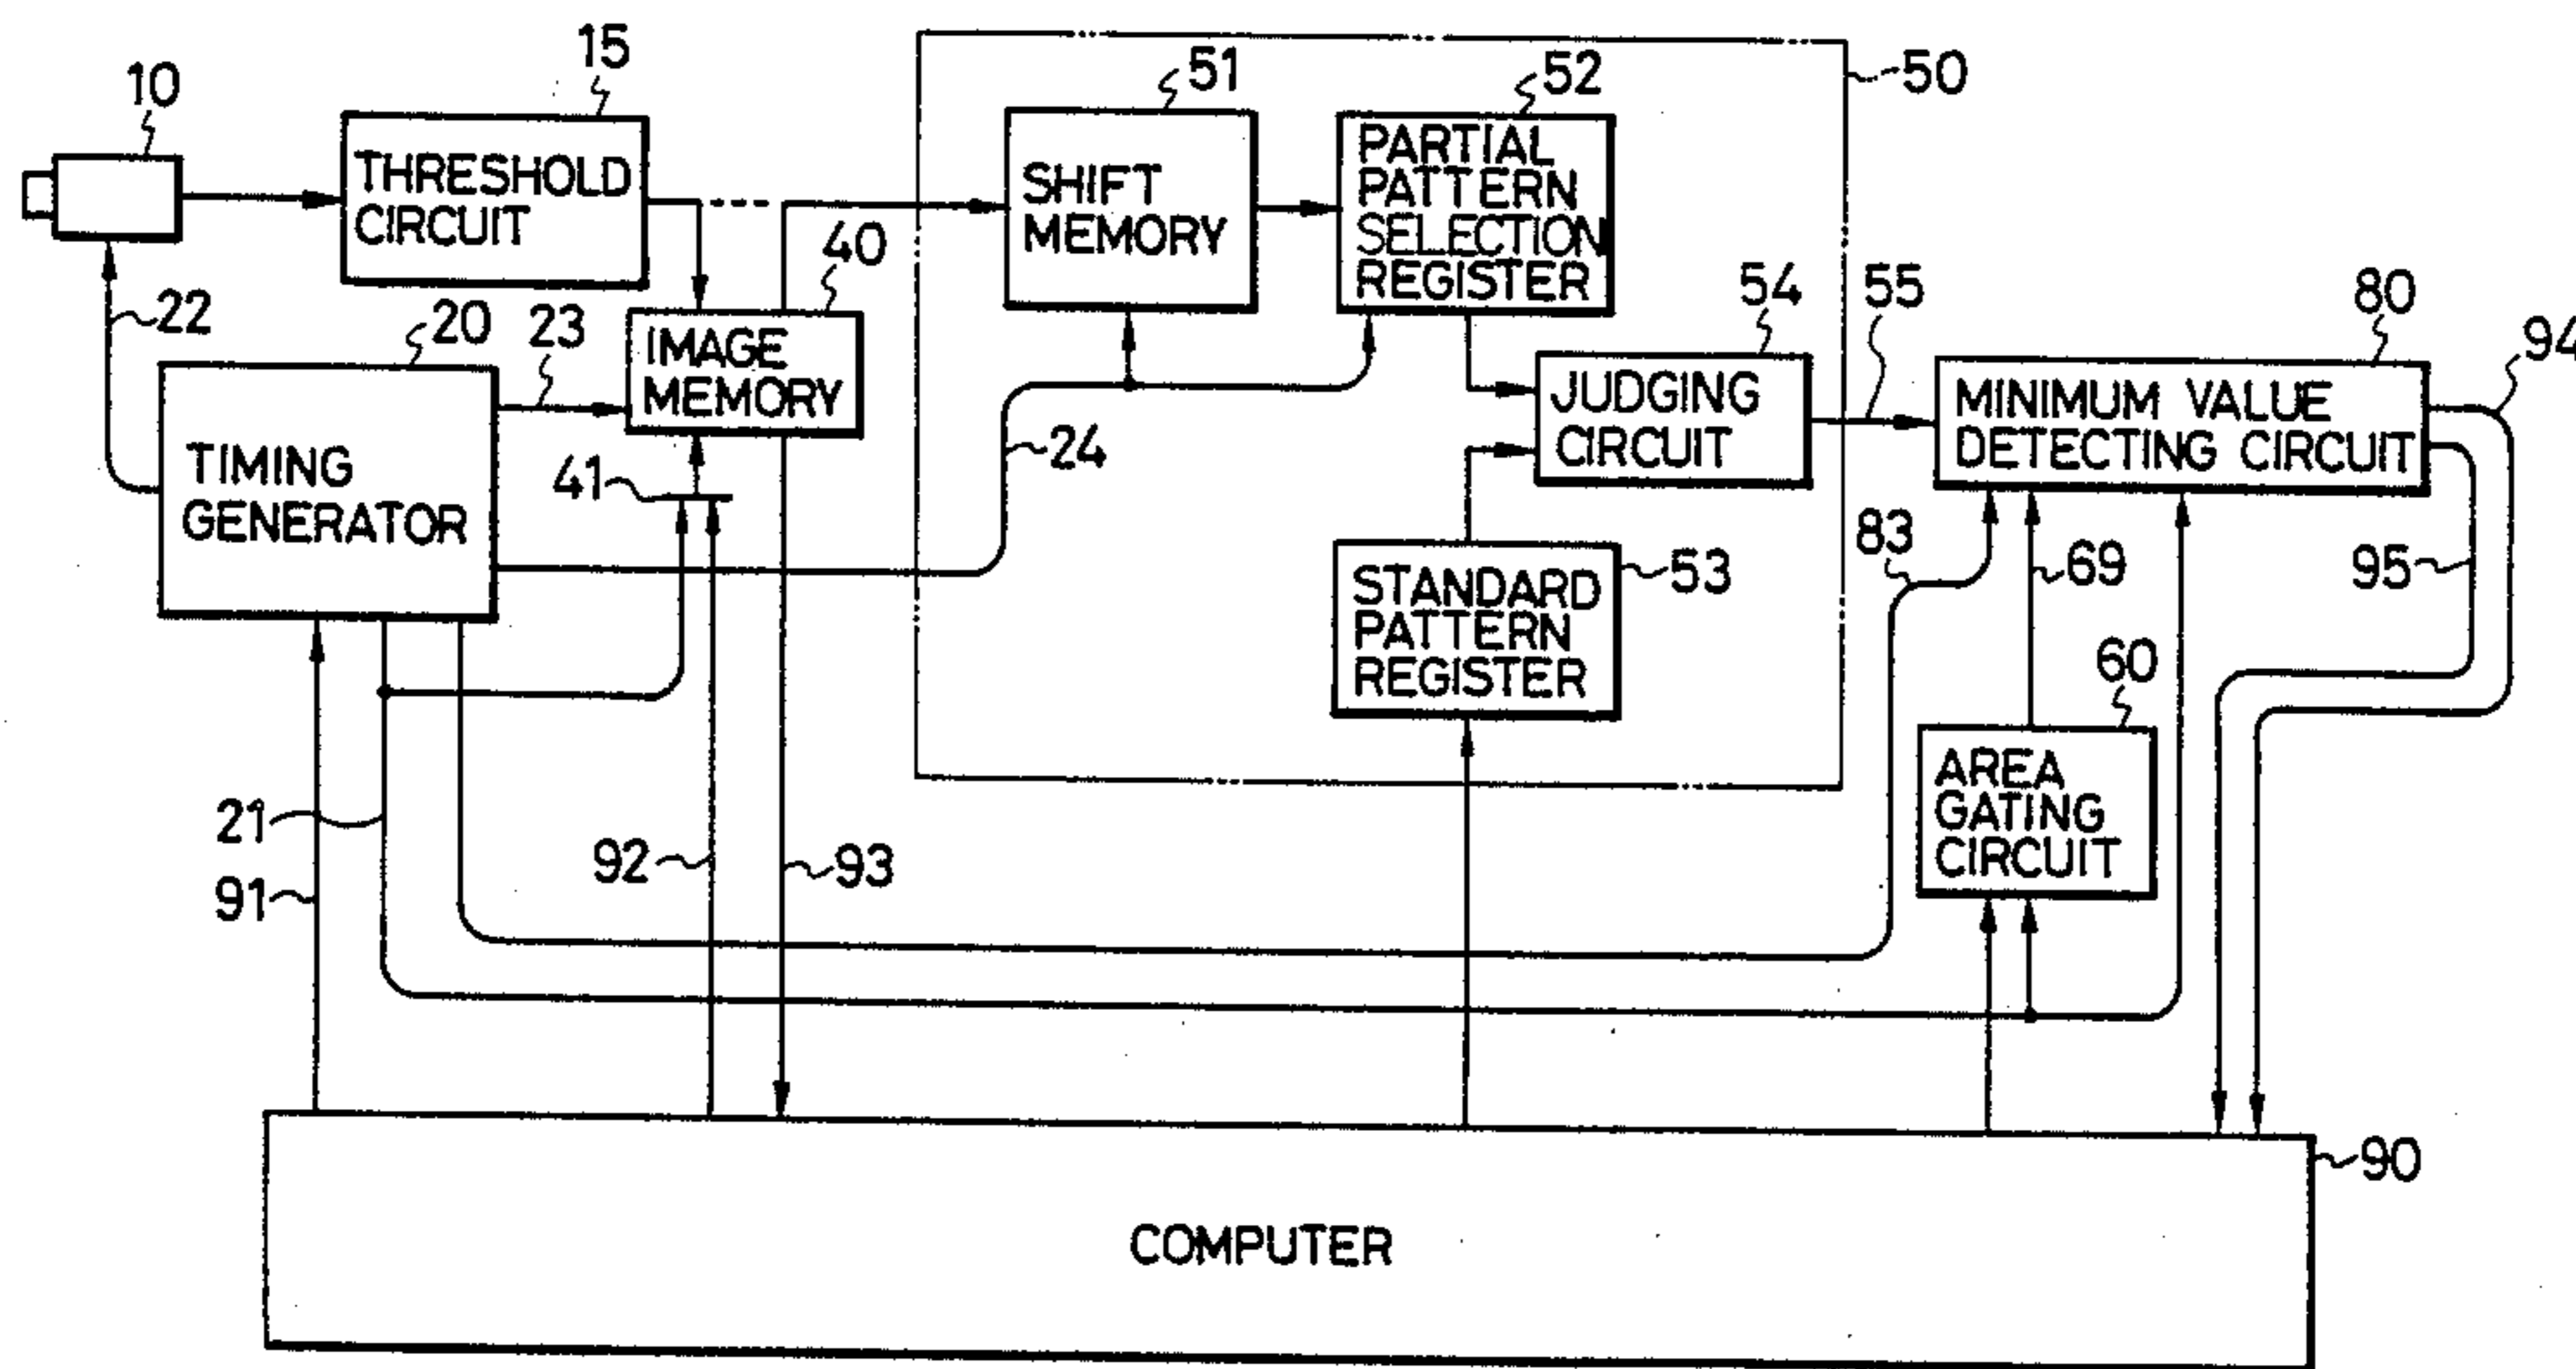 10
15
THRESHOLD
CIRCUIT
22
20
TIMING
GENERATOR
23
40
IMAGE
MEMORY
41
24
50
51
SHIFT
MEMORY
52
PARTIAL
PATTERN
SELECTION
REGISTER
54
JUDGING
CIRCUIT
55
53
STANDARD
PATTERN
REGISTER
80
MINIMUM VALUE
DETECTING CIRCUIT
94
95
83
69
60
AREA
GATING
CIRCUIT
21
91
92
93
90
COMPUTER